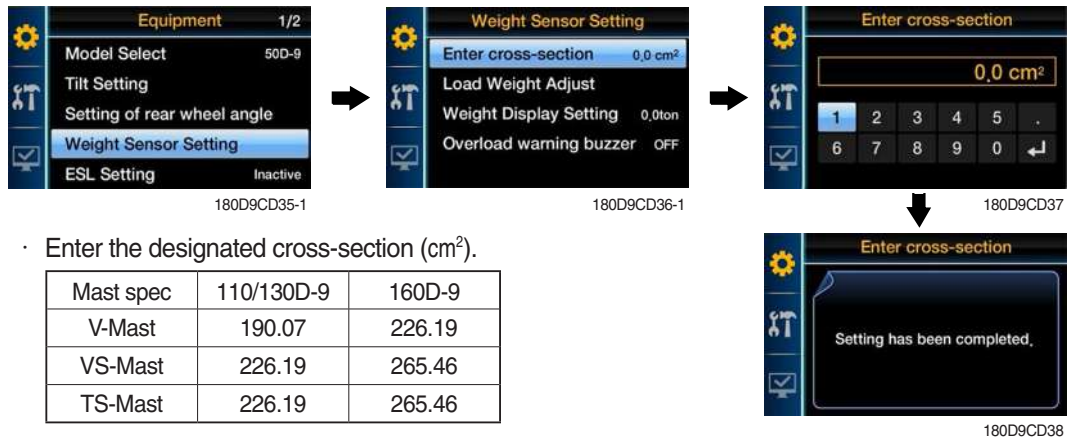 Equipment 1/2
Model Select 50D-9
Tilt Setting
Setting of rear wheel angle
Weight Sensor Setting
ESL Setting Inactive
180D9CD35-1
Weight Sensor Setting
Enter cross-section 0.0 cm²
Load Weight Adjust
Weight Display Setting 0.0ton
Overload warning buzzer OFF
180D9CD36-1
Enter cross-section
0.0 cm²
1 2 3 4 5 .
6 7 8 9 0
180D9CD37
· Enter the designated cross-section (cm²).
Mast spec 110/130D-9 160D-9
V-Mast 190.07 226.19
VS-Mast 226.19 265.46
TS-Mast 226.19 265.46
Enter cross-section
Setting has been completed.
180D9CD38